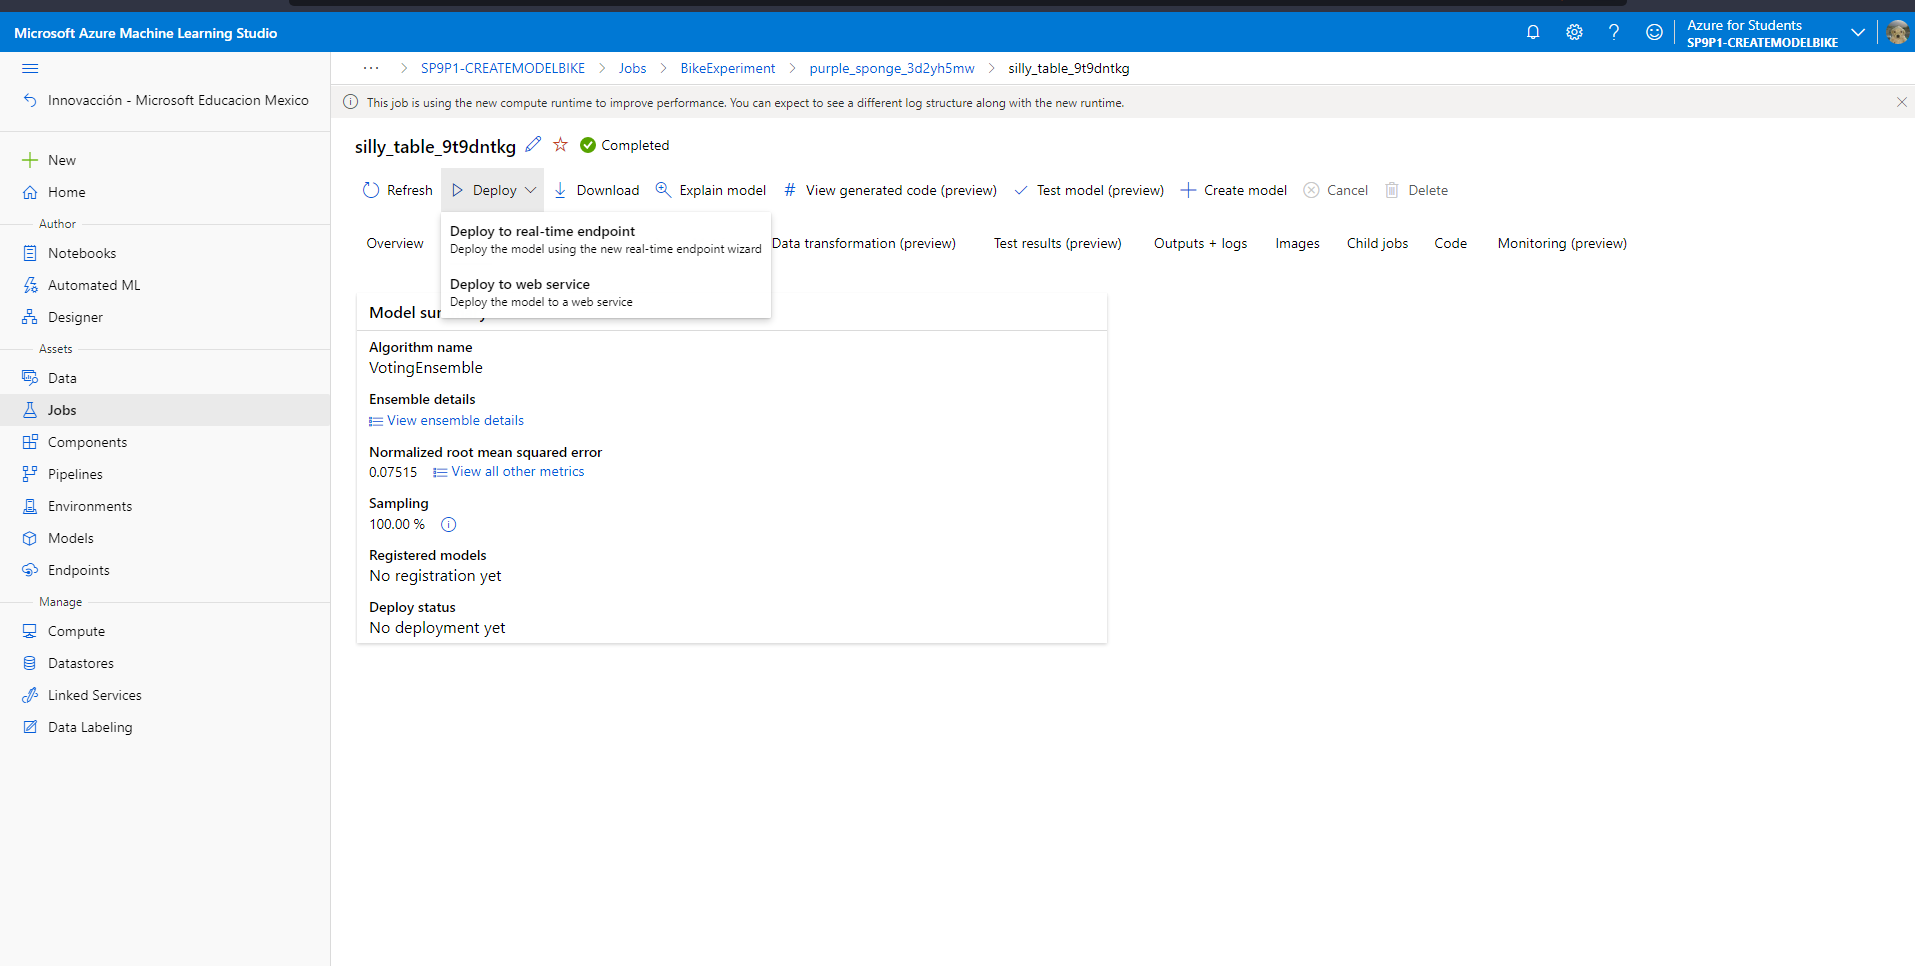 Microsoft Azure Machine Learning Studio
Azure for Students
SP9P1-CREATEMODELBIKE
Innovacción - Microsoft Educacion Mexico
New
Home
Author
Notebooks
Automated ML
Designer
Assets
Data
Jobs
Components
Pipelines
Environments
Models
Endpoints
Manage
Compute
Datastores
Linked Services
Data Labeling
... > SP9P1-CREATEMODELBIKE > Jobs > BikeExperiment > purple_sponge_3d2yh5mw > silly_table_9t9dntkg
This job is using the new compute runtime to improve performance. You can expect to see a different log structure along with the new runtime.
silly_table_9t9dntkg Completed
Refresh Deploy Download Explain model # View generated code (preview) Test model (preview) Create model Cancel Delete
Deploy to real-time endpoint
Deploy the model using the new real-time endpoint wizard
Deploy to web service
Deploy the model to a web service
Overview Data transformation (preview) Test results (preview) Outputs + logs Images Child jobs Code Monitoring (preview)
Model
Algorithm name
VotingEnsemble
Ensemble details
View ensemble details
Normalized root mean squared error
0.07515 View all other metrics
Sampling
100.00 %
Registered models
No registration yet
Deploy status
No deployment yet